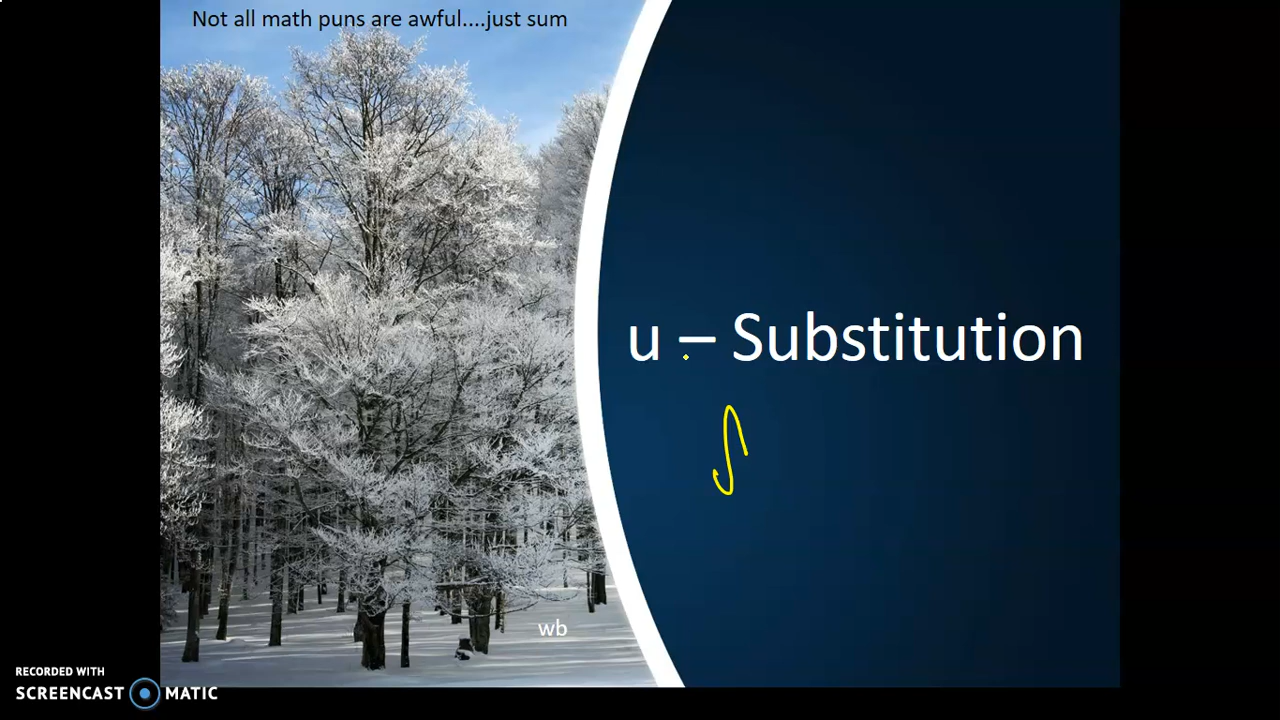 Not all math puns are awful....just sum
u – Substitution
∫
wb
RECORDED WITH
SCREENCAST MATIC